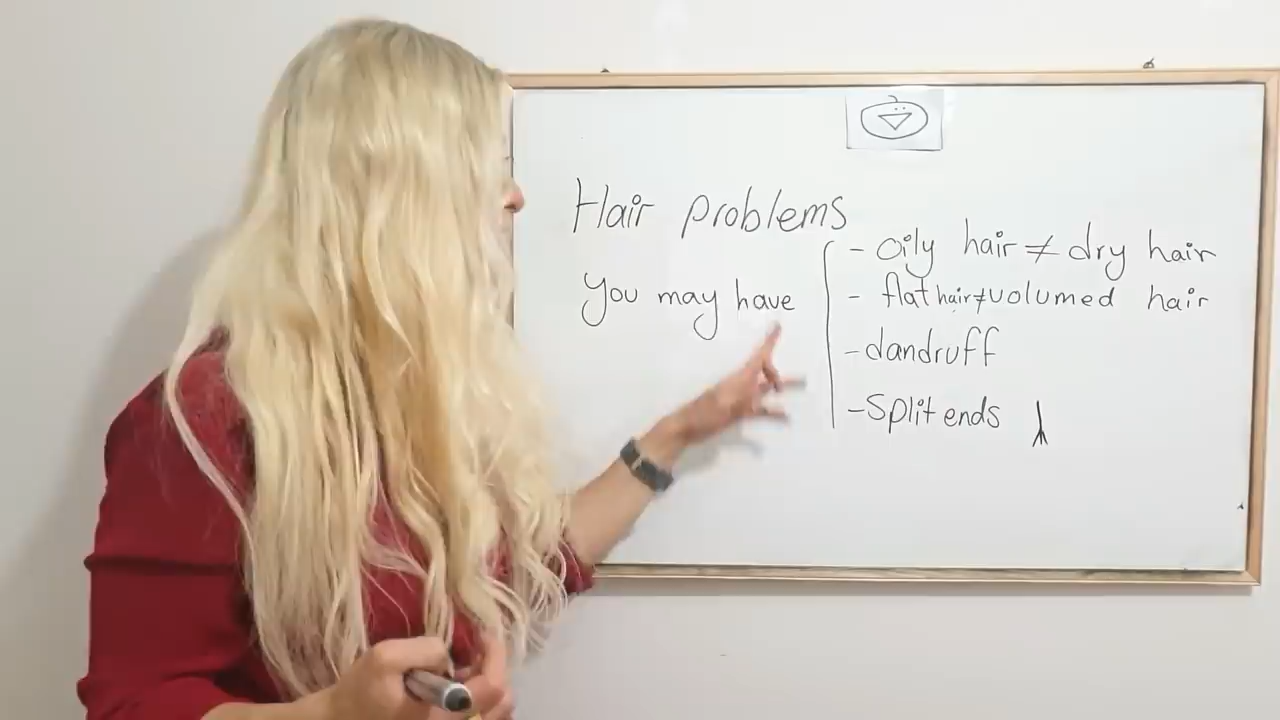 Hair problems
You may have
- oily hair ≠ dry hair
- flat hair ≠ volumed hair
- dandruff
- Split ends